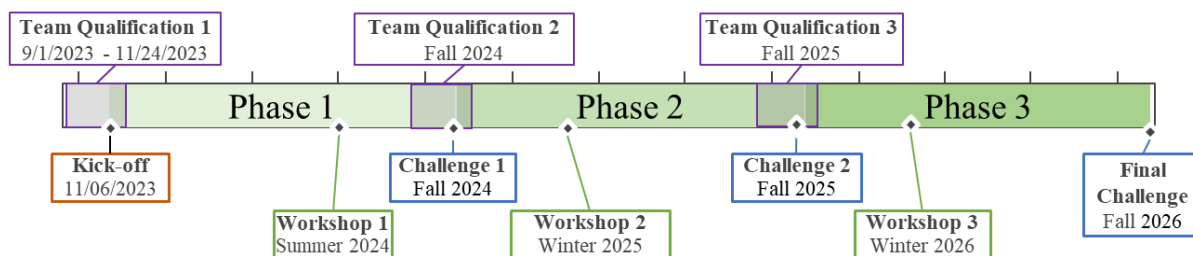 Team Qualification 1
9/1/2023 - 11/24/2023
Team Qualification 2
Fall 2024
Team Qualification 3
Fall 2025
Phase 1
Phase 2
Phase 3
Kick-off
11/06/2023
Challenge 1
Fall 2024
Challenge 2
Fall 2025
Final
Challenge
Fall 2026
Workshop 1
Summer 2024
Workshop 2
Winter 2025
Workshop 3
Winter 2026